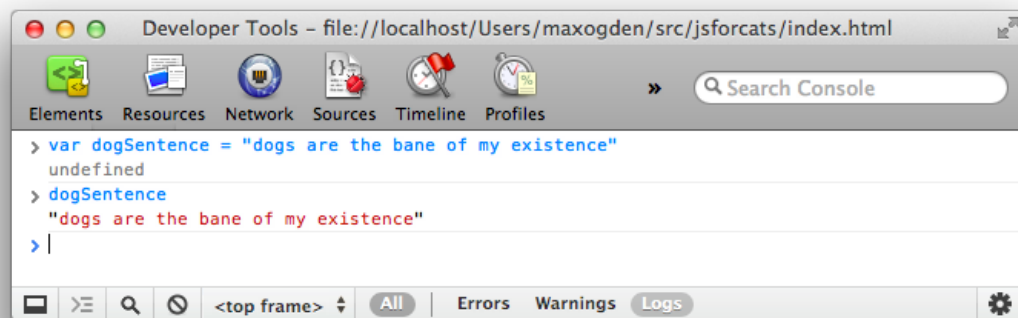 Developer Tools – file://localhost/Users/maxogden/src/jsforcats/index.html
Elements Resources Network Sources Timeline Profiles » Search Console
> var dogSentence = "dogs are the bane of my existence"
undefined
> dogSentence
"dogs are the bane of my existence"
>
<top frame> All Errors Warnings Logs